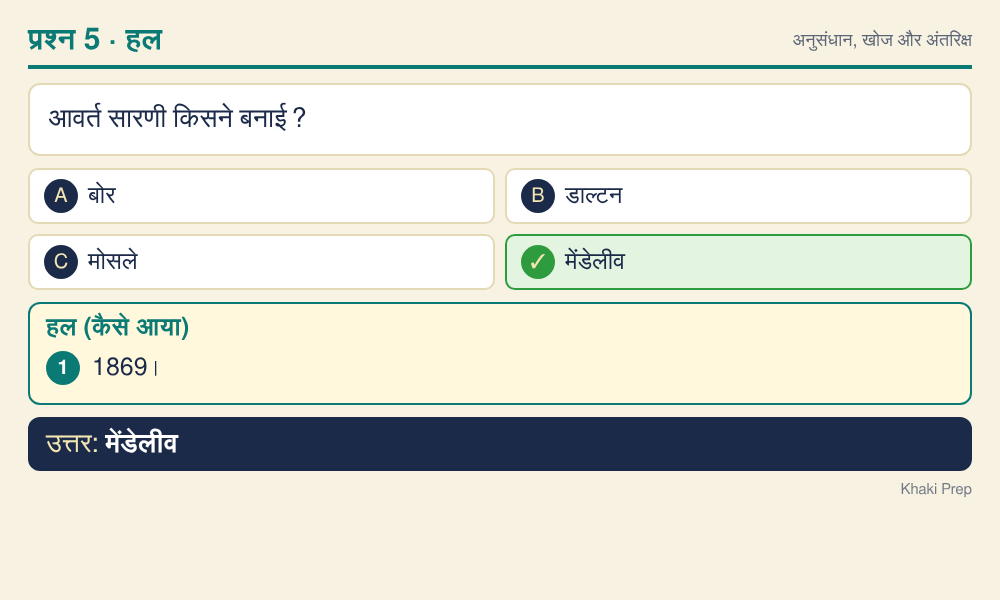 प्रश्न 5 · हल
अनुसंधान, खोज और अंतरिक्ष
आवर्त सारणी किसने बनाई ?
A बोर
B डाल्टन
C मोसले
✓ मेंडेलीव
हल (कैसे आया)
1 1869।
उत्तर: मेंडेलीव
Khaki Prep